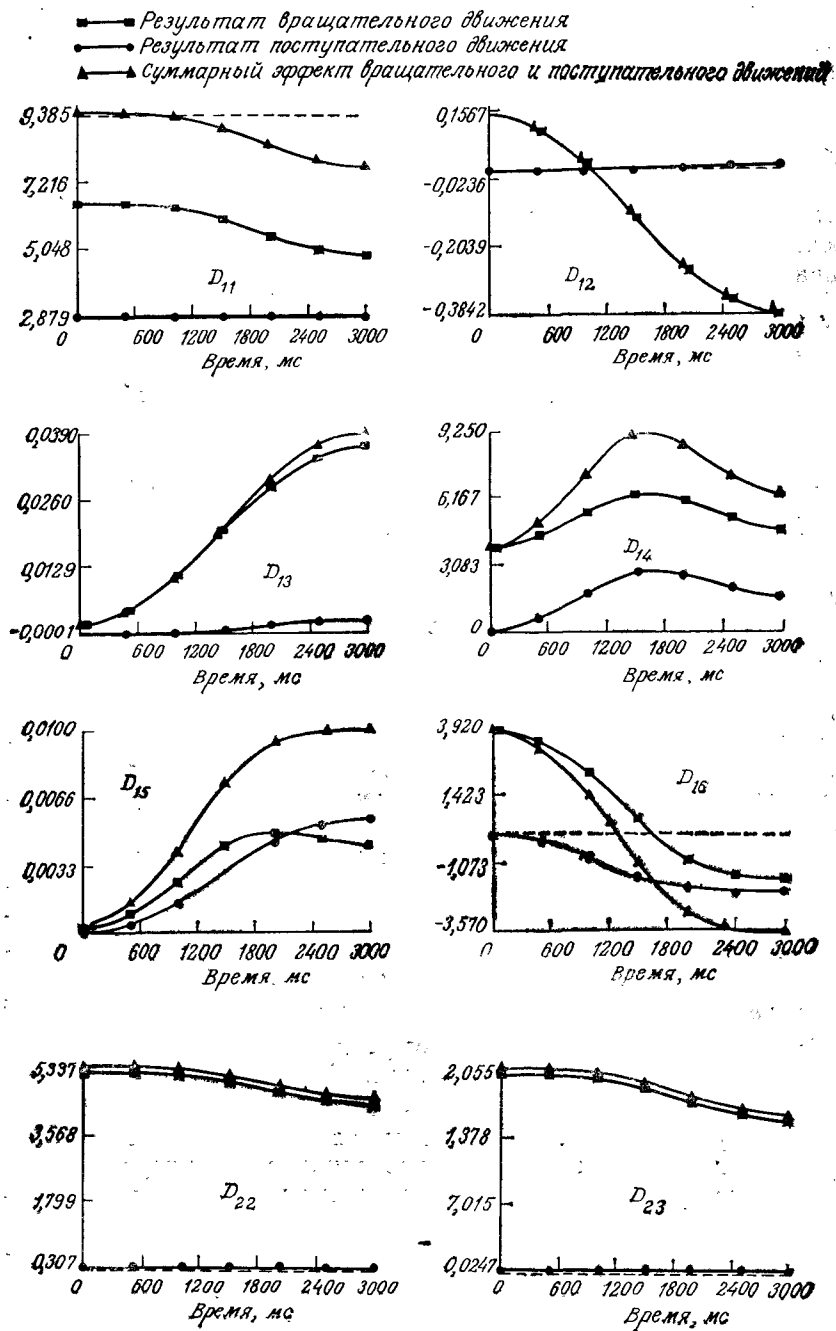 Результат вращательного движения
Результат поступательного движения
Суммарный эффект вращательного и поступательного движений
9,385
7,216
5,048
2,879
D11
0 600 1200 1800 2400 3000
Время, мс
0,1567
-0,0236
-0,2039
-0,3842
D12
0 600 1200 1800 2400 3000
Время, мс
0,0390
0,0260
0,0129
-0,0001
D13
0 600 1200 1800 2400 3000
Время, мс
9,250
6,167
3,083
0
D14
0 600 1200 1800 2400 3000
Время, мс
0,0100
0,0066
0,0033
0
D15
600 1200 1800 2400 3000
Время мс
3,920
1,423
-1,073
-3,570
D16
0 600 1200 1800 2400 3000
Время, мс
5,337
3,568
1,799
0,307
D22
0 600 1200 1800 2400 3000
Время, мс
2,055
1,378
7,015
0,0247
D23
0 600 1200 1800 2400 3000
Время, мс